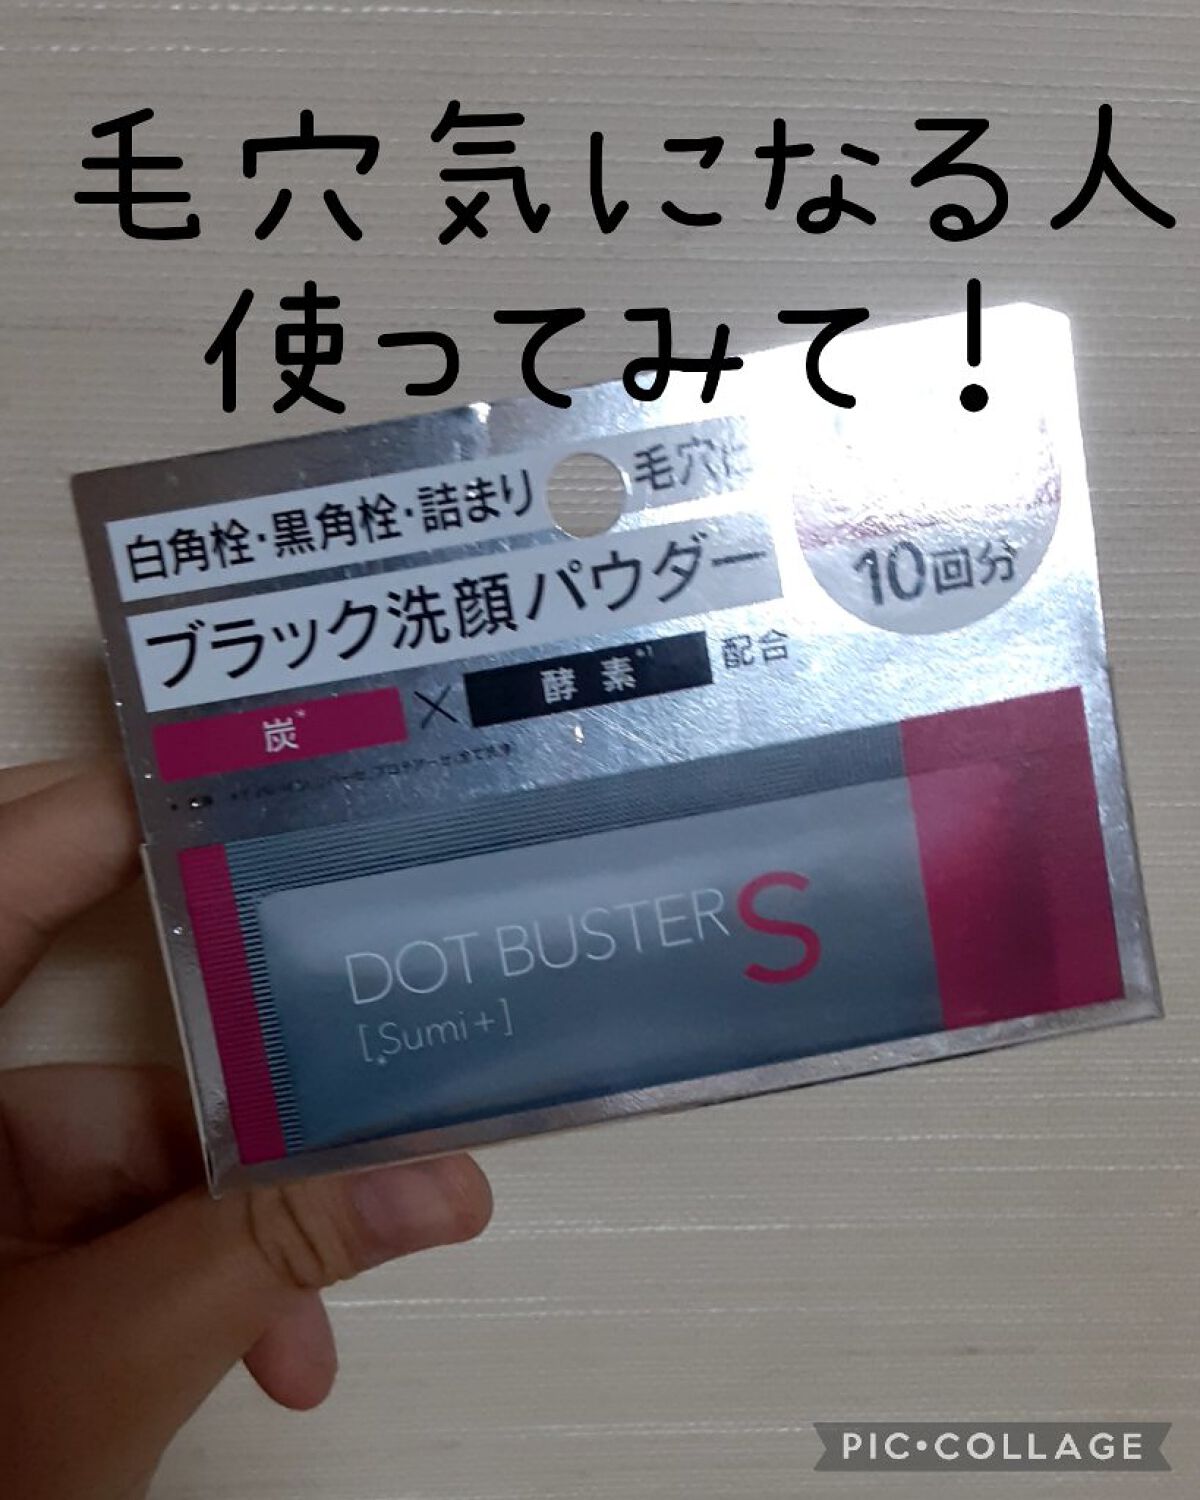 毛穴気になる人
使ってみて！
白角栓・黒角栓・詰まり 毛穴に
ブラック洗顔パウダー
10回分
炭* × 酵素*¹ 配合
DOT BUSTER S
[Sumi+]
PIC•COLLAGE